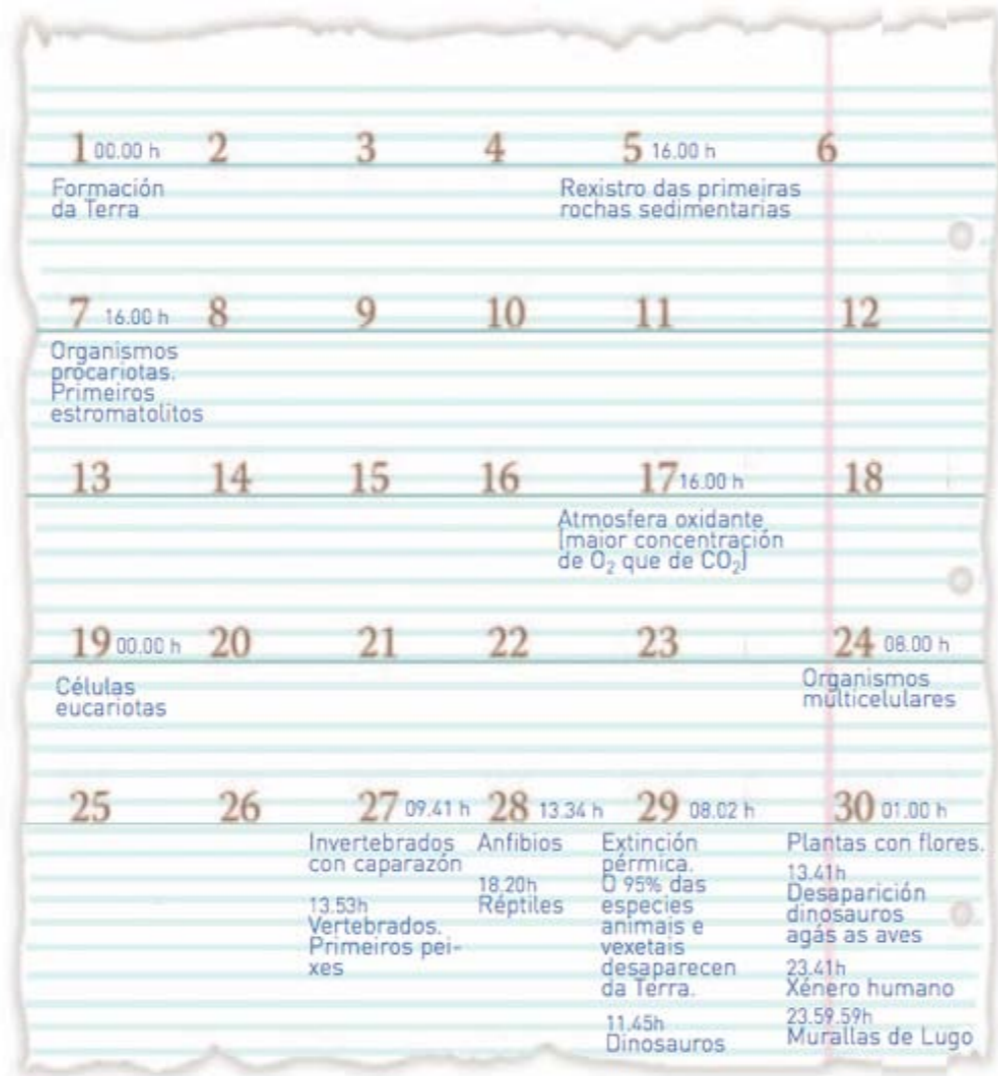 1 00.00 h 2 3 4 5 16.00 h 6
Formación
da Terra
Rexistro das primeiras
rochas sedimentarias
7 16.00 h 8 9 10 11 12
Organismos
procariotas.
Primeiros
estromatolitos
13 14 15 16 17 16.00 h 18
Atmosfera oxidante
(maior concentración
de O₂ que de CO₂)
19 00.00 h 20 21 22 23 24 08.00 h
Células
eucariotas
Organismos
multicelulares
25 26 27 09.41 h 28 13.34 h 29 08.02 h 30 01.00 h
Invertebrados
con caparazón
13.53h
Vertebrados.
Primeiros pei-
xes
Anfibios
18.20h
Réptiles
Extinción
pérmica.
O 95% das
especies
animais e
vexetais
desaparecen
da Terra.
11.45h
Dinosauros
Plantas con flores.
13.41h
Desaparición
dinosauros
agás as aves
23.41h
Xénero humano
23.59.59h
Murallas de Lugo